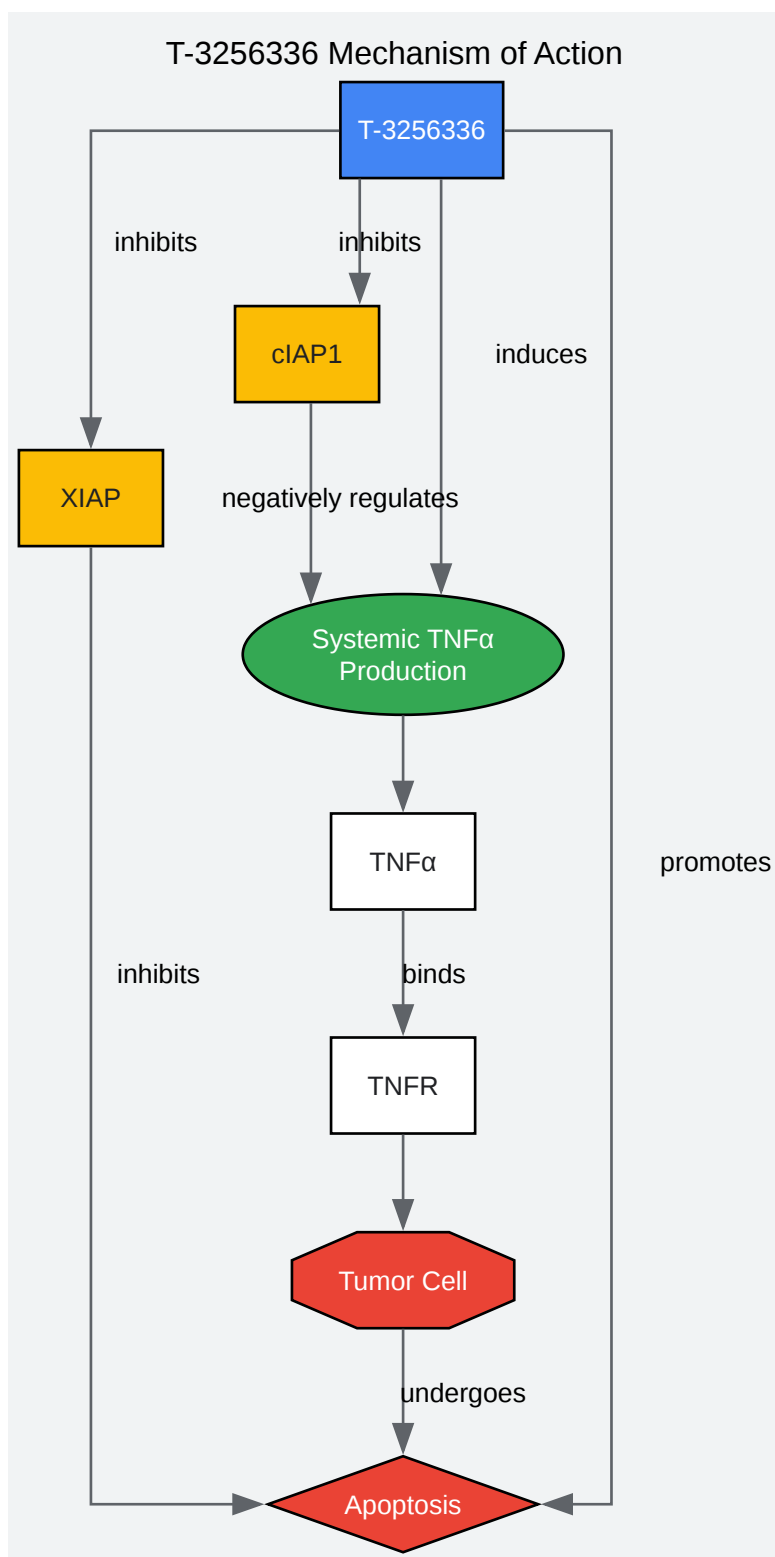 T-3256336 Mechanism of Action
T-3256336
inhibits
inhibits
cIAP1
induces
XIAP
negatively regulates
Systemic TNFα
Production
TNFα
promotes
inhibits
binds
TNFR
Tumor Cell
undergoes
Apoptosis